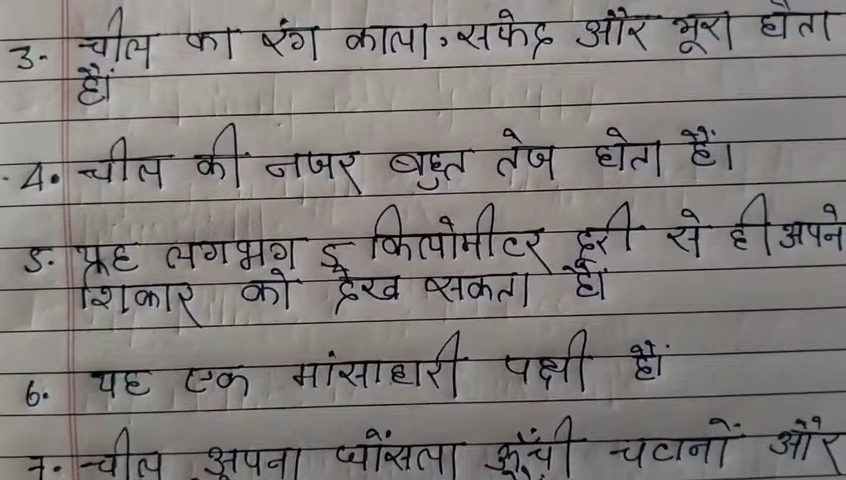 3. चील का रंग काला, सफेद और भूरा होता
हैं
4. चील की नजर बहुत तेज होता हैं।
5. यह लगभग 5 किलोमीटर दूरी से ही अपने
शिकार को देख सकता हैं।
6. यह एक मांसाहारी पक्षी हैं
7. चील अपना घोंसला ऊँची चटानों और